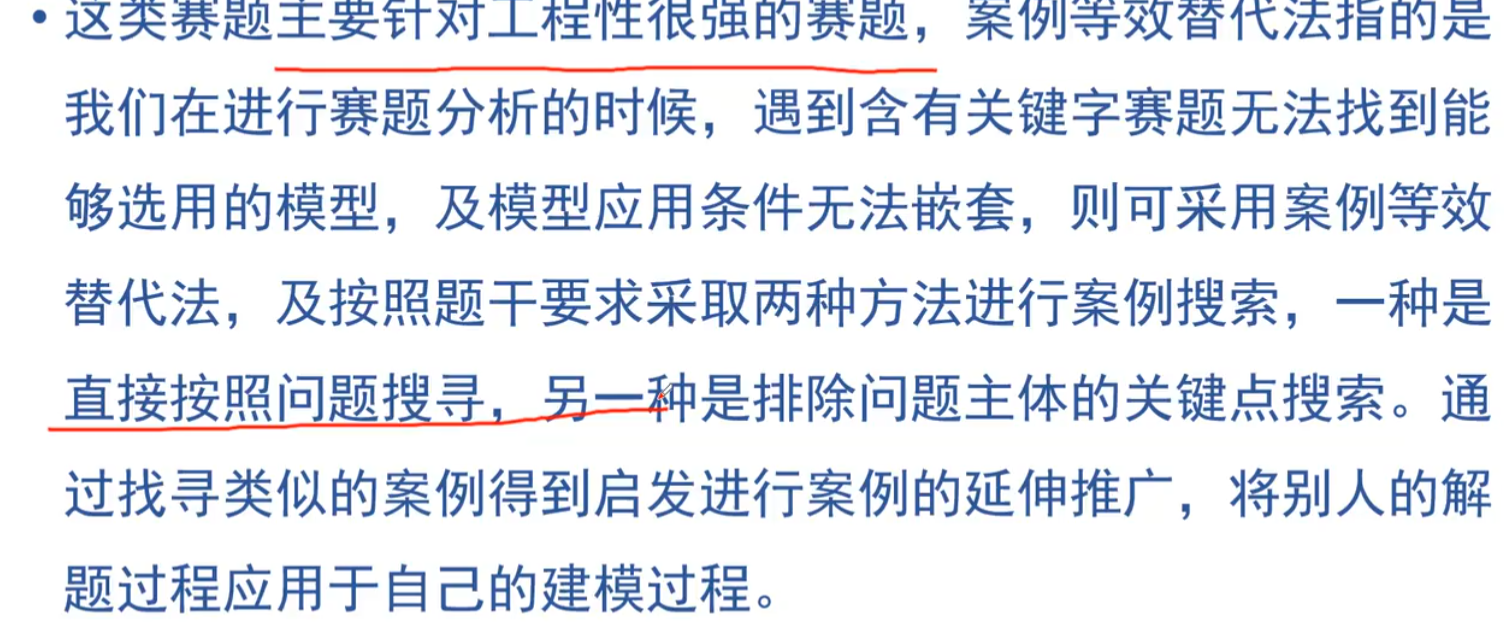 • 这类赛题主要针对工程性很强的赛题，案例等效替代法指的是
我们在进行赛题分析的时候，遇到含有关键字赛题无法找到能
够选用的模型，及模型应用条件无法嵌套，则可采用案例等效
替代法，及按照题干要求采取两种方法进行案例搜索，一种是
直接按照问题搜寻，另一种是排除问题主体的关键点搜索。通
过找寻类似的案例得到启发进行案例的延伸推广，将别人的解
题过程应用于自己的建模过程。